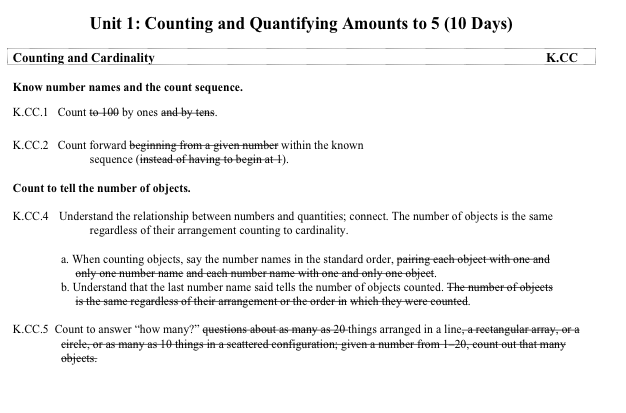 Unit 1: Counting and Quantifying Amounts to 5 (10 Days)
Counting and Cardinality K.CC
Know number names and the count sequence.
K.CC.1 Count to 100 by ones and by tens.
K.CC.2 Count forward beginning from a given number within the known
sequence (instead of having to begin at 1).
Count to tell the number of objects.
K.CC.4 Understand the relationship between numbers and quantities; connect. The number of objects is the same
regardless of their arrangement counting to cardinality.
a. When counting objects, say the number names in the standard order, pairing each object with one and
only one number name and each number name with one and only one object.
b. Understand that the last number name said tells the number of objects counted. The number of objects
is the same regardless of their arrangement or the order in which they were counted.
K.CC.5 Count to answer “how many?” questions about as many as 20 things arranged in a line, a rectangular array, or a
circle, or as many as 10 things in a scattered configuration; given a number from 1–20, count out that many
objects.